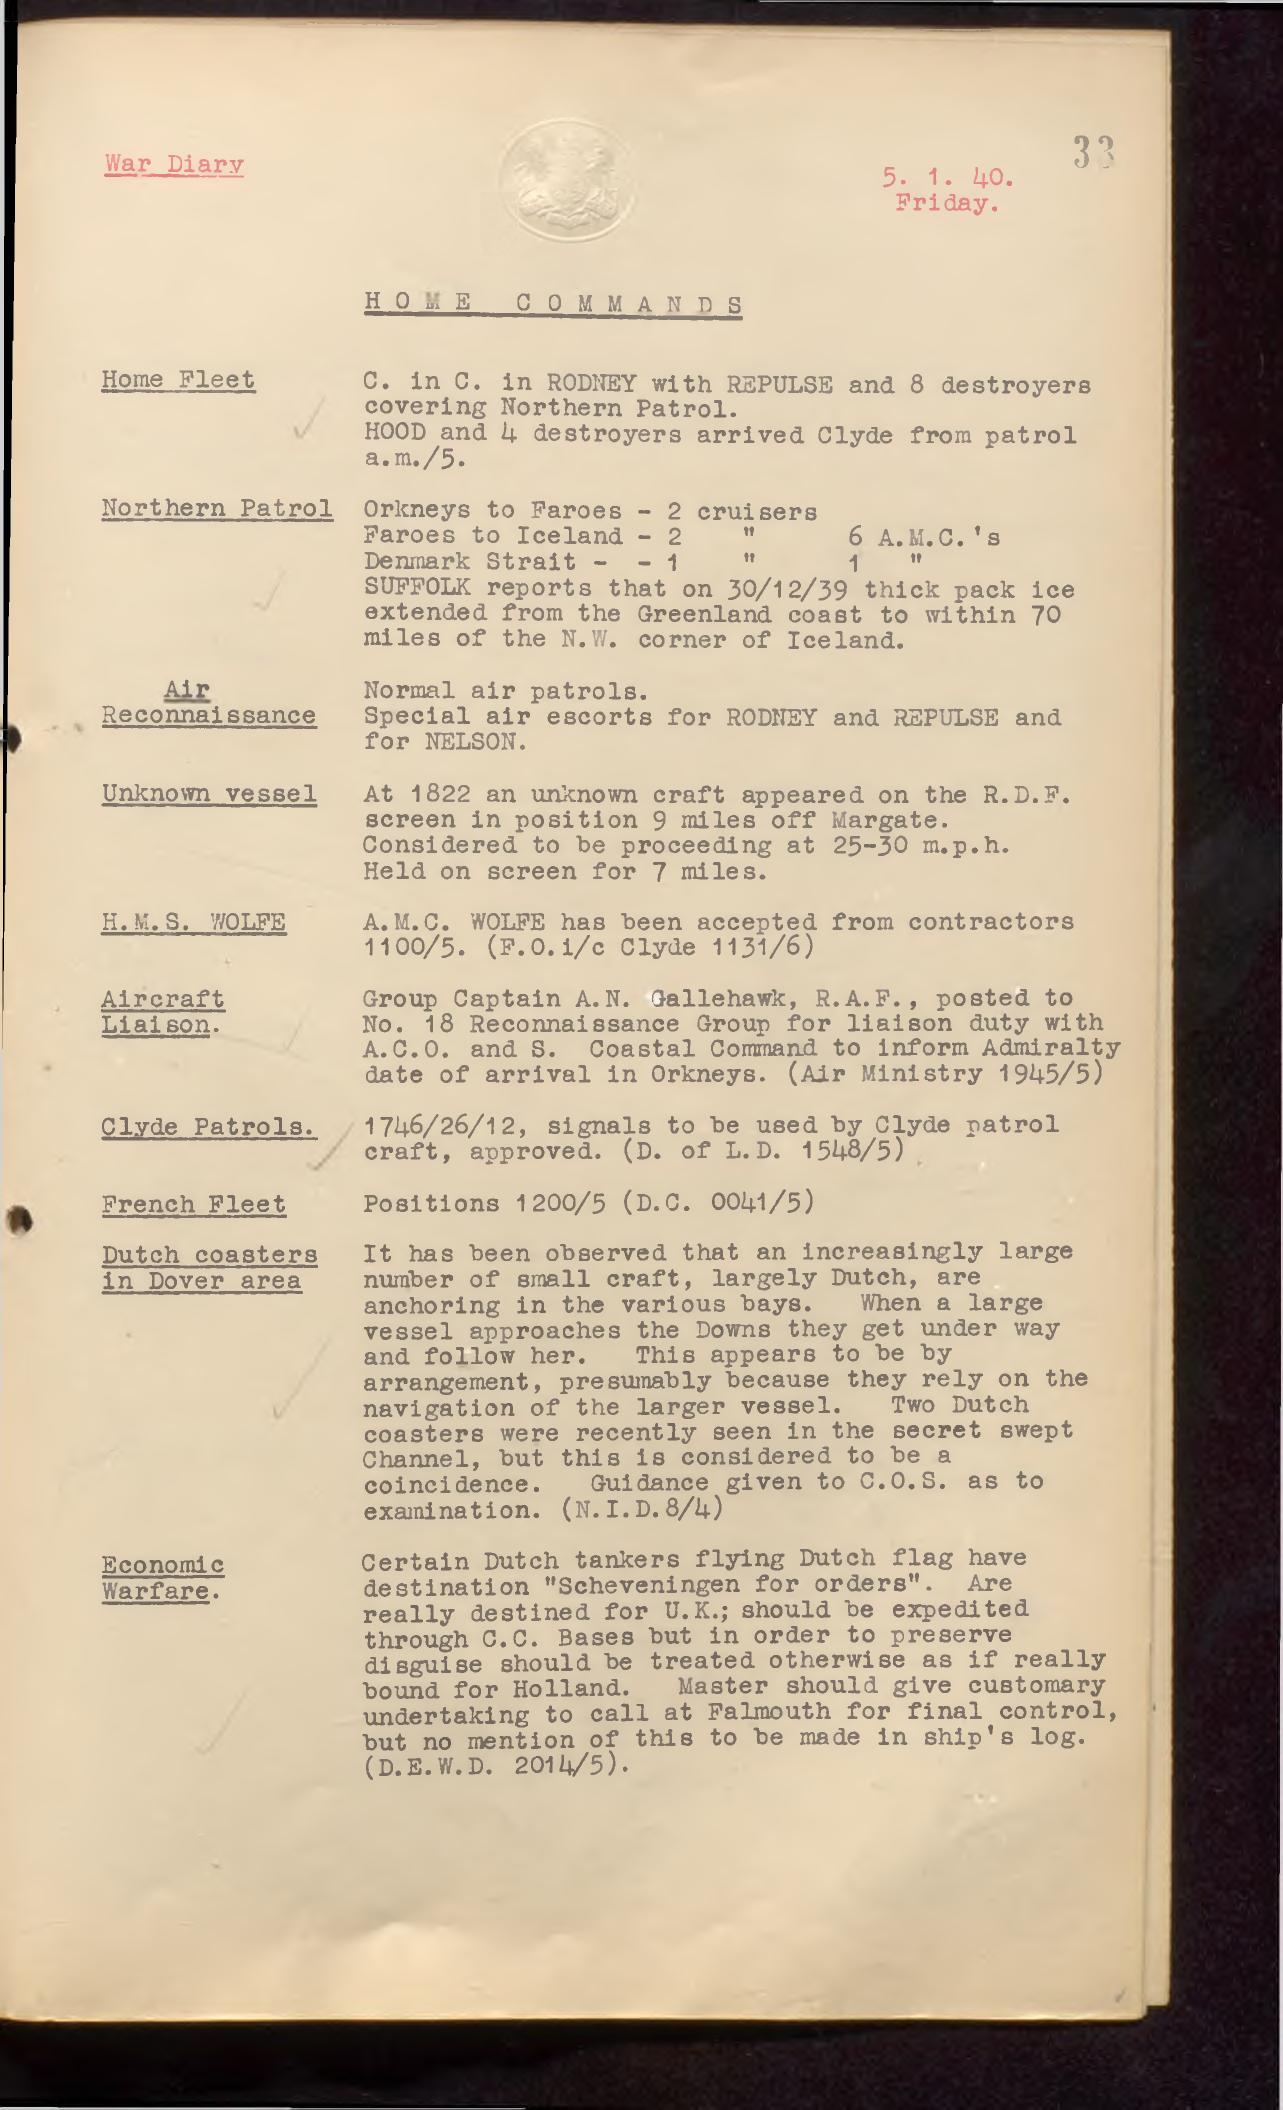 33
War Diary
5. 1. 40.
Friday.
HOME COMMANDS
Home Fleet
C. in C. in RODNEY with REPULSE and 8 destroyers
covering Northern Patrol.
HOOD and 4 destroyers arrived Clyde from patrol
a.m./5.
Northern Patrol
Orkneys to Faroes - 2 cruisers
Faroes to Iceland - 2 " 6 A.M.C.'s
Denmark Strait - - 1 " 1 "
SUFFOLK reports that on 30/12/39 thick pack ice
extended from the Greenland coast to within 70
miles of the N.W. corner of Iceland.
Air
Reconnaissance
Normal air patrols.
Special air escorts for RODNEY and REPULSE and
for NELSON.
Unknown vessel
At 1822 an unknown craft appeared on the R.D.F.
screen in position 9 miles off Margate.
Considered to be proceeding at 25-30 m.p.h.
Held on screen for 7 miles.
H.M.S. WOLFE
A.M.C. WOLFE has been accepted from contractors
1100/5. (F.O.i/c Clyde 1131/6)
Aircraft
Liaison.
Group Captain A.N. Gallehawk, R.A.F., posted to
No. 18 Reconnaissance Group for liaison duty with
A.C.O. and S. Coastal Command to inform Admiralty
date of arrival in Orkneys. (Air Ministry 1945/5)
Clyde Patrols.
1746/26/12, signals to be used by Clyde patrol
craft, approved. (D. of L.D. 1548/5)
French Fleet
Positions 1200/5 (D.C. 0041/5)
Dutch coasters
in Dover area
It has been observed that an increasingly large
number of small craft, largely Dutch, are
anchoring in the various bays. When a large
vessel approaches the Downs they get under way
and follow her. This appears to be by
arrangement, presumably because they rely on the
navigation of the larger vessel. Two Dutch
coasters were recently seen in the secret swept
Channel, but this is considered to be a
coincidence. Guidance given to C.O.S. as to
examination. (N.I.D.8/4)
Economic
Warfare.
Certain Dutch tankers flying Dutch flag have
destination "Scheveningen for orders". Are
really destined for U.K.; should be expedited
through C.C. Bases but in order to preserve
disguise should be treated otherwise as if really
bound for Holland. Master should give customary
undertaking to call at Falmouth for final control,
but no mention of this to be made in ship's log.
(D.E.W.D. 2014/5).